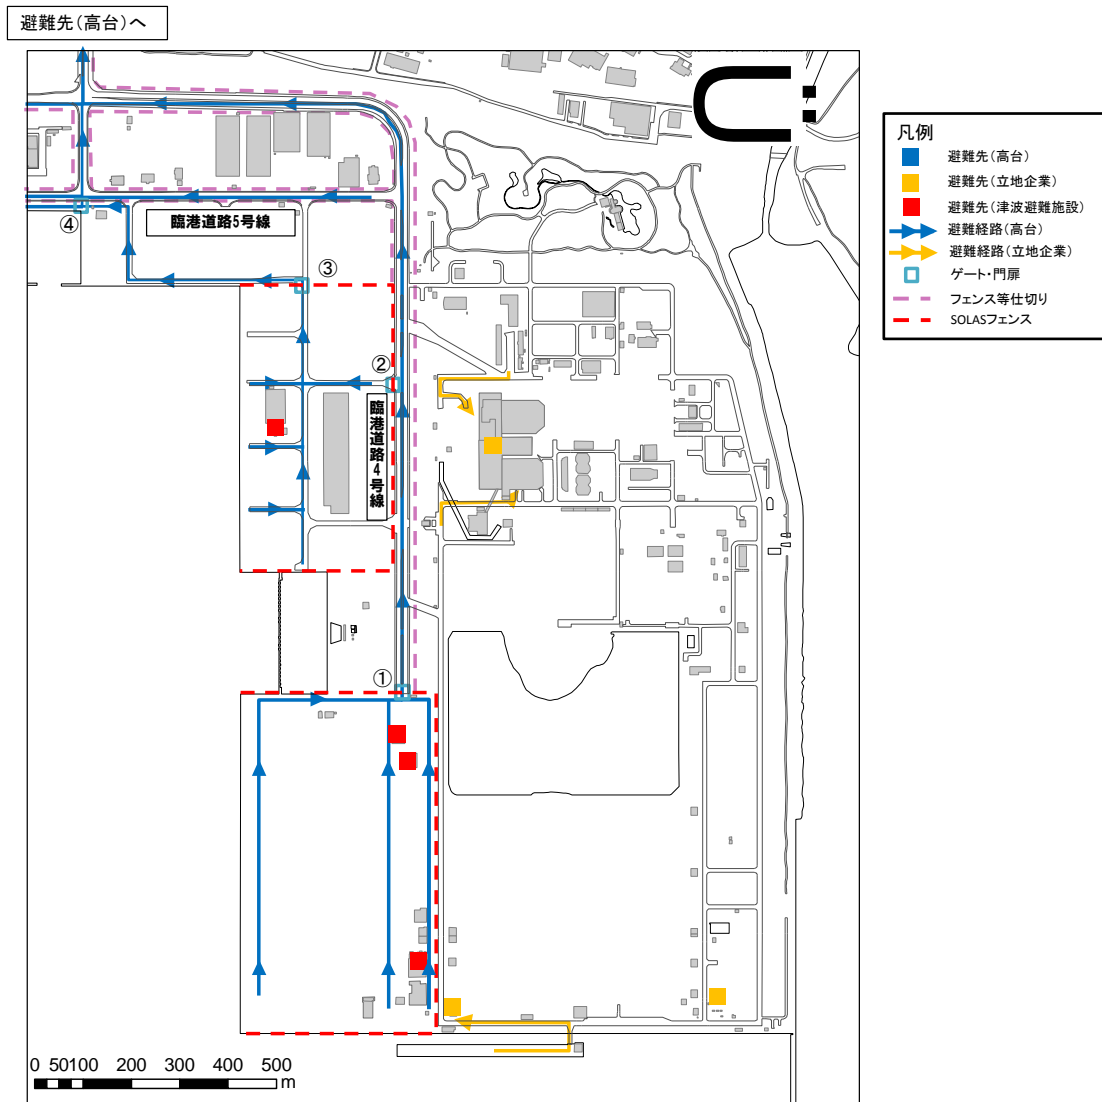 避難先(高台)へ
凡例
避難先(高台)
避難先(立地企業)
避難先(津波避難施設)
避難経路(高台)
避難経路(立地企業)
ゲート・門扉
フェンス等仕切り
SOLASフェンス
④
臨港道路5号線
③
②
臨港道路4号線
①
0 50100 200 300 400 500
m